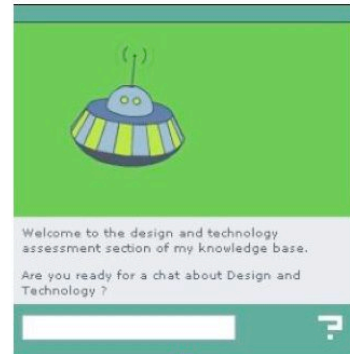 Welcome to the design and technology
assessment section of my knowledge base.
Are you ready for a chat about Design and
Technology ?
?